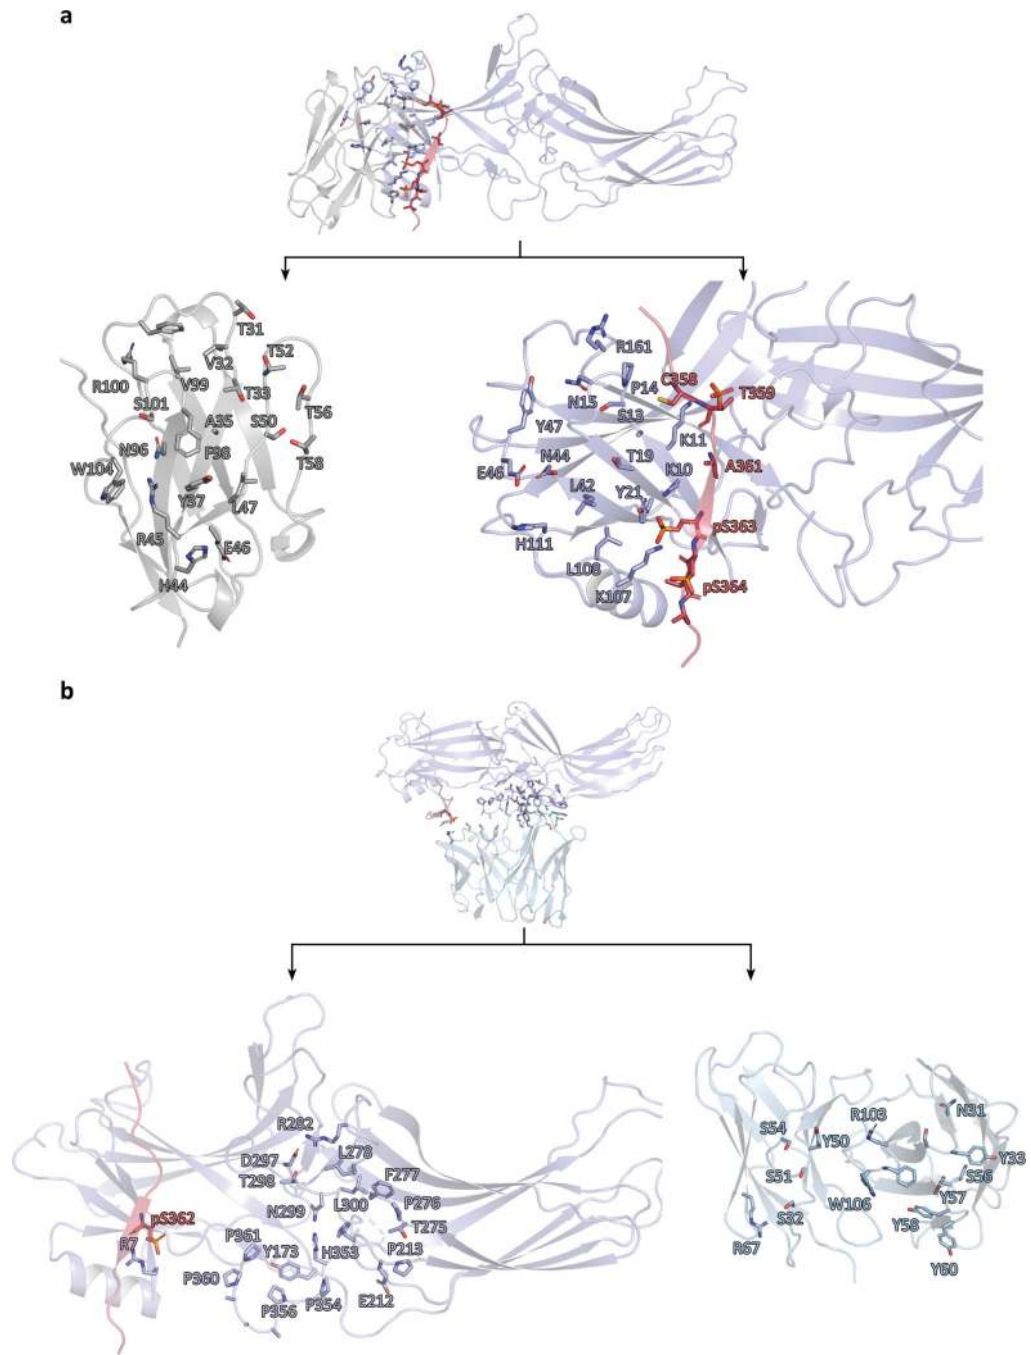 a
T31
V32
T52
R100
V99
T33
T56
S101
A35
S50
N96
F98
T58
W104
Y37
L47
R45
E46
H44
R161
P14
C358
T359
N15
S13
K11
Y47
T19
A361
E46
N44
K10
L42
Y21
pS363
H111
L108
K107
pS364
b
R282
L278
D297
F277
T298
P276
L300
N299
T275
pS362
P361
Y173
H353
P213
R7
P360
P356
P354
E212
R103
N31
S54
Y50
Y33
S51
S56
Y57
S32
W106
Y58
R67
Y60